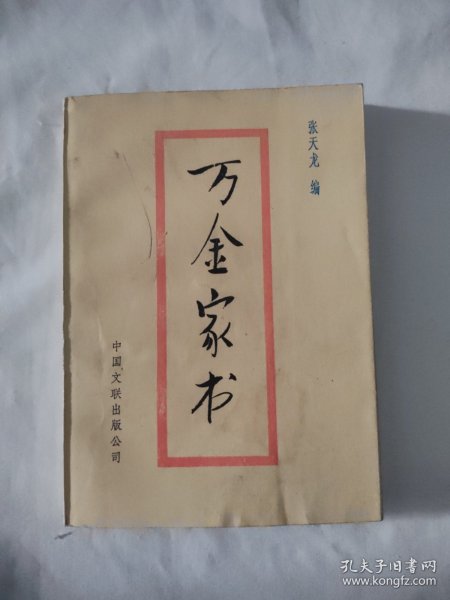 张天龙 编
万金家书
中国文联出版公司
孔夫子旧书网
www.kongfz.com